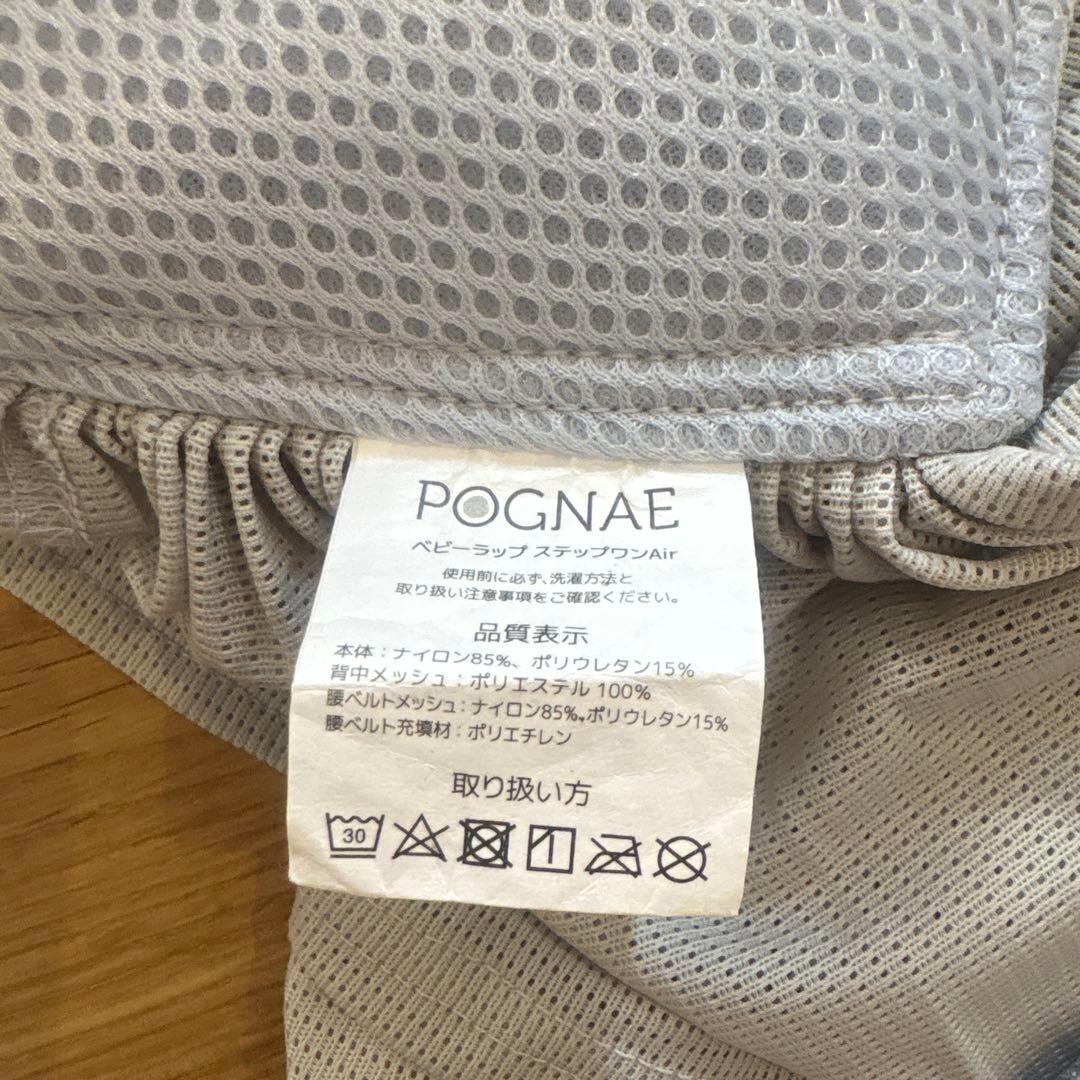 POGNAE
ベビーラップ ステップワンAir
使用前に必ず、洗濯方法と
取り扱い注意事項をご確認ください。
品質表示
本体：ナイロン85%、ポリウレタン15%
背中メッシュ：ポリエステル 100%
腰ベルトメッシュ：ナイロン85%、ポリウレタン15%
腰ベルト充填材：ポリエチレン
取り扱い方
30